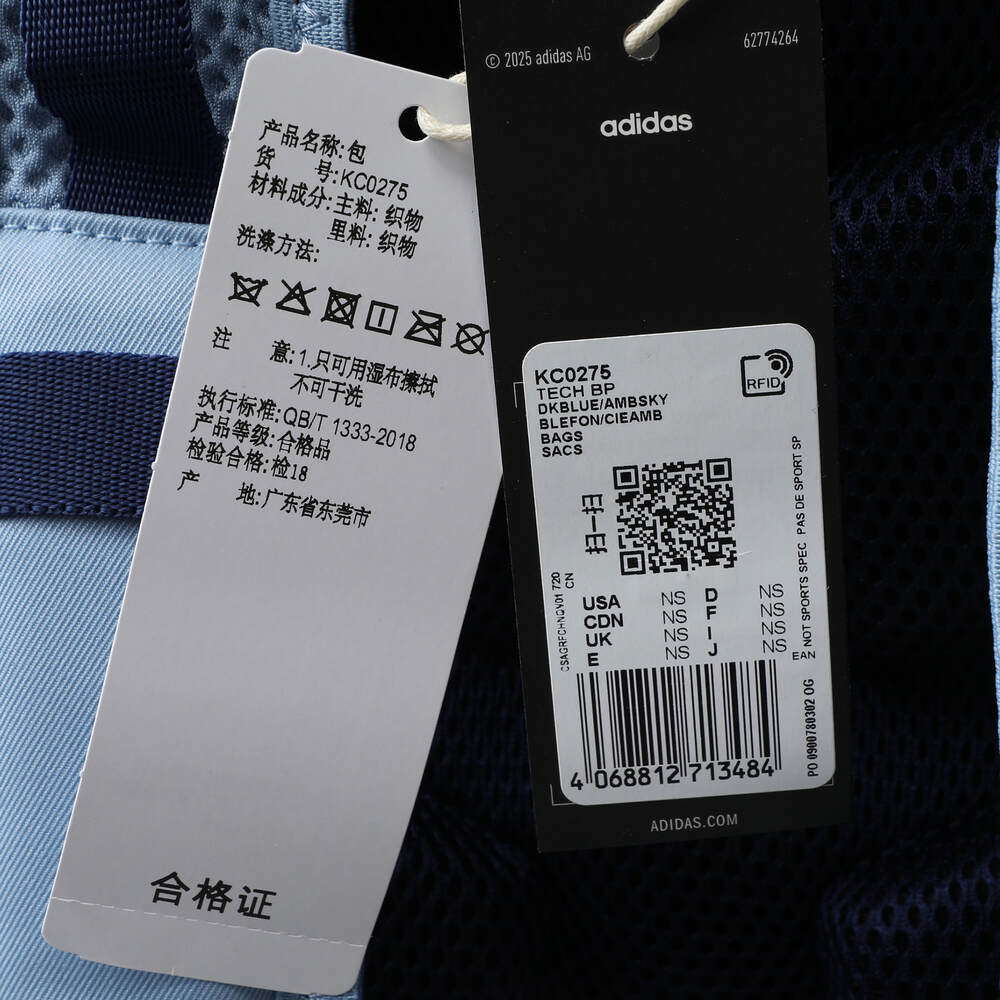 产品名称:包
货 号:KC0275
材料成分:主料: 织物
里料: 织物
洗涤方法:
注 意:1.只可用湿布擦拭
不可干洗
执行标准:QB/T 1333-2018
产品等级:合格品
检验合格:检18
产 地:广东省东莞市
合格证
© 2025 adidas AG
62774264
adidas
KC0275
TECH BP
DKBLUE/AMBSKY
BLEFON/CIEAMB
BAGS
SACS
RFID
扫一扫
CSAGRFCHNQV01 720
CN
USA NS D NS
CDN NS F NS
UK NS I NS
E NS J NS
EAN
NOT SPORTS SPEC PAS DE SPORT SP
PO 0900780302 OG
4 068812 713484
ADIDAS.COM